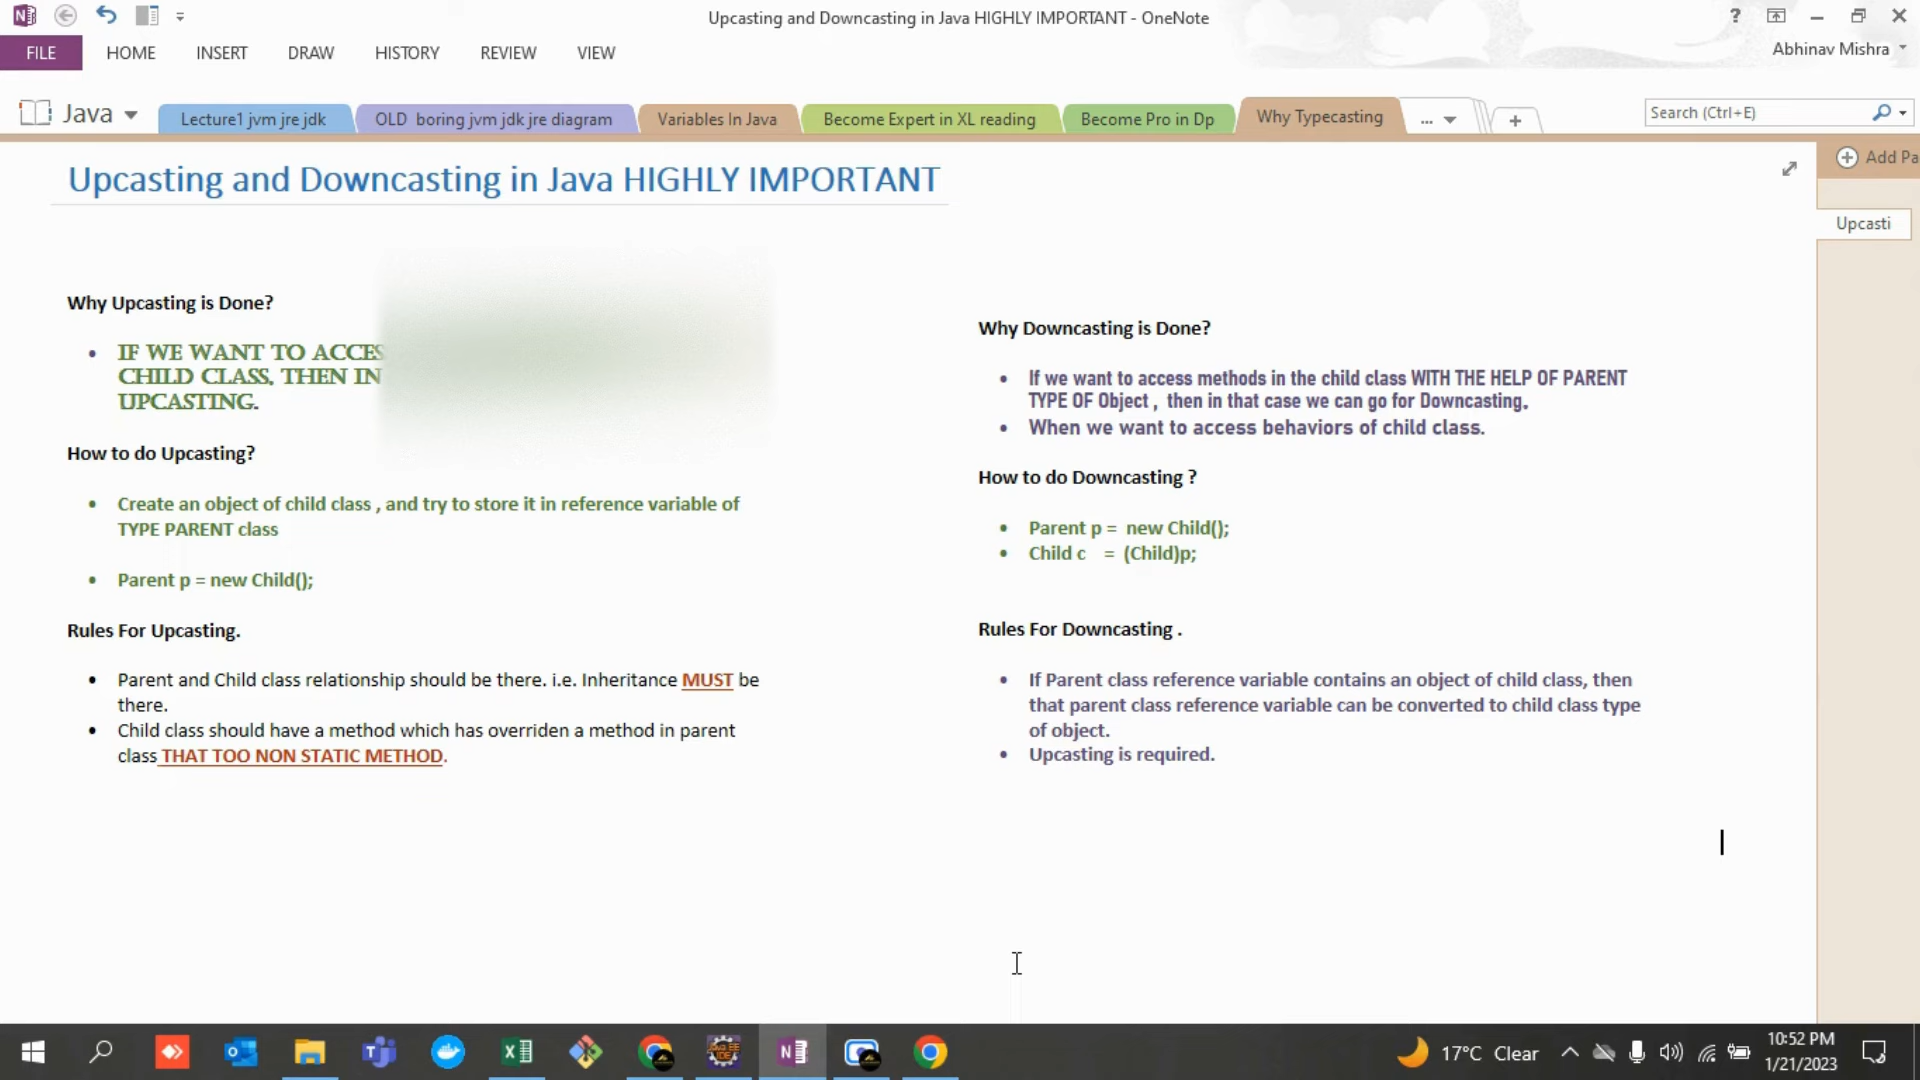 Upcasting and Downcasting in Java HIGHLY IMPORTANT - OneNote
?
FILE
HOME
INSERT
DRAW
HISTORY
REVIEW
VIEW
Abhinav Mishra
Java
Lecture1 jvm jre jdk
OLD boring jvm jdk jre diagram
Variables In Java
Become Expert in XL reading
Become Pro in Dp
Why Typecasting
...
Search (Ctrl+E)
Add Pa
Upcasti
Upcasting and Downcasting in Java HIGHLY IMPORTANT
Why Upcasting is Done?
• IF WE WANT TO
CHILD CLASS, THEN IN
UPCASTING.
How to do Upcasting?
• Create an object of child class , and try to store it in reference variable of
TYPE PARENT class
• Parent p = new Child();
Rules For Upcasting.
• Parent and Child class relationship should be there. i.e. Inheritance MUST be
there.
• Child class should have a method which has overriden a method in parent
class THAT TOO NON STATIC METHOD.
Why Downcasting is Done?
• If we want to access methods in the child class WITH THE HELP OF PARENT
TYPE OF Object , then in that case we can go for Downcasting.
• When we want to access behaviors of child class.
How to do Downcasting ?
• Parent p = new Child();
• Child c = (Child)p;
Rules For Downcasting .
• If Parent class reference variable contains an object of child class, then
that parent class reference variable can be converted to child class type
of object.
• Upcasting is required.
17°C Clear
10:52 PM
1/21/2023